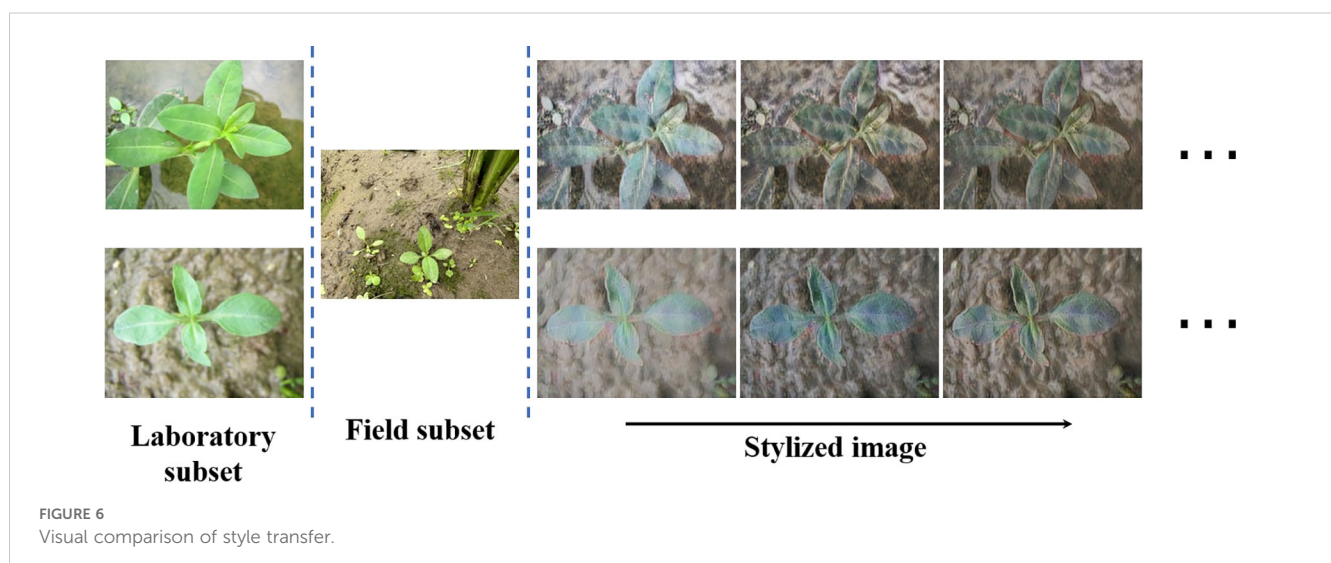 · · ·
· · ·
Laboratory
subset
Field subset
Stylized image
FIGURE 6
Visual comparison of style transfer.